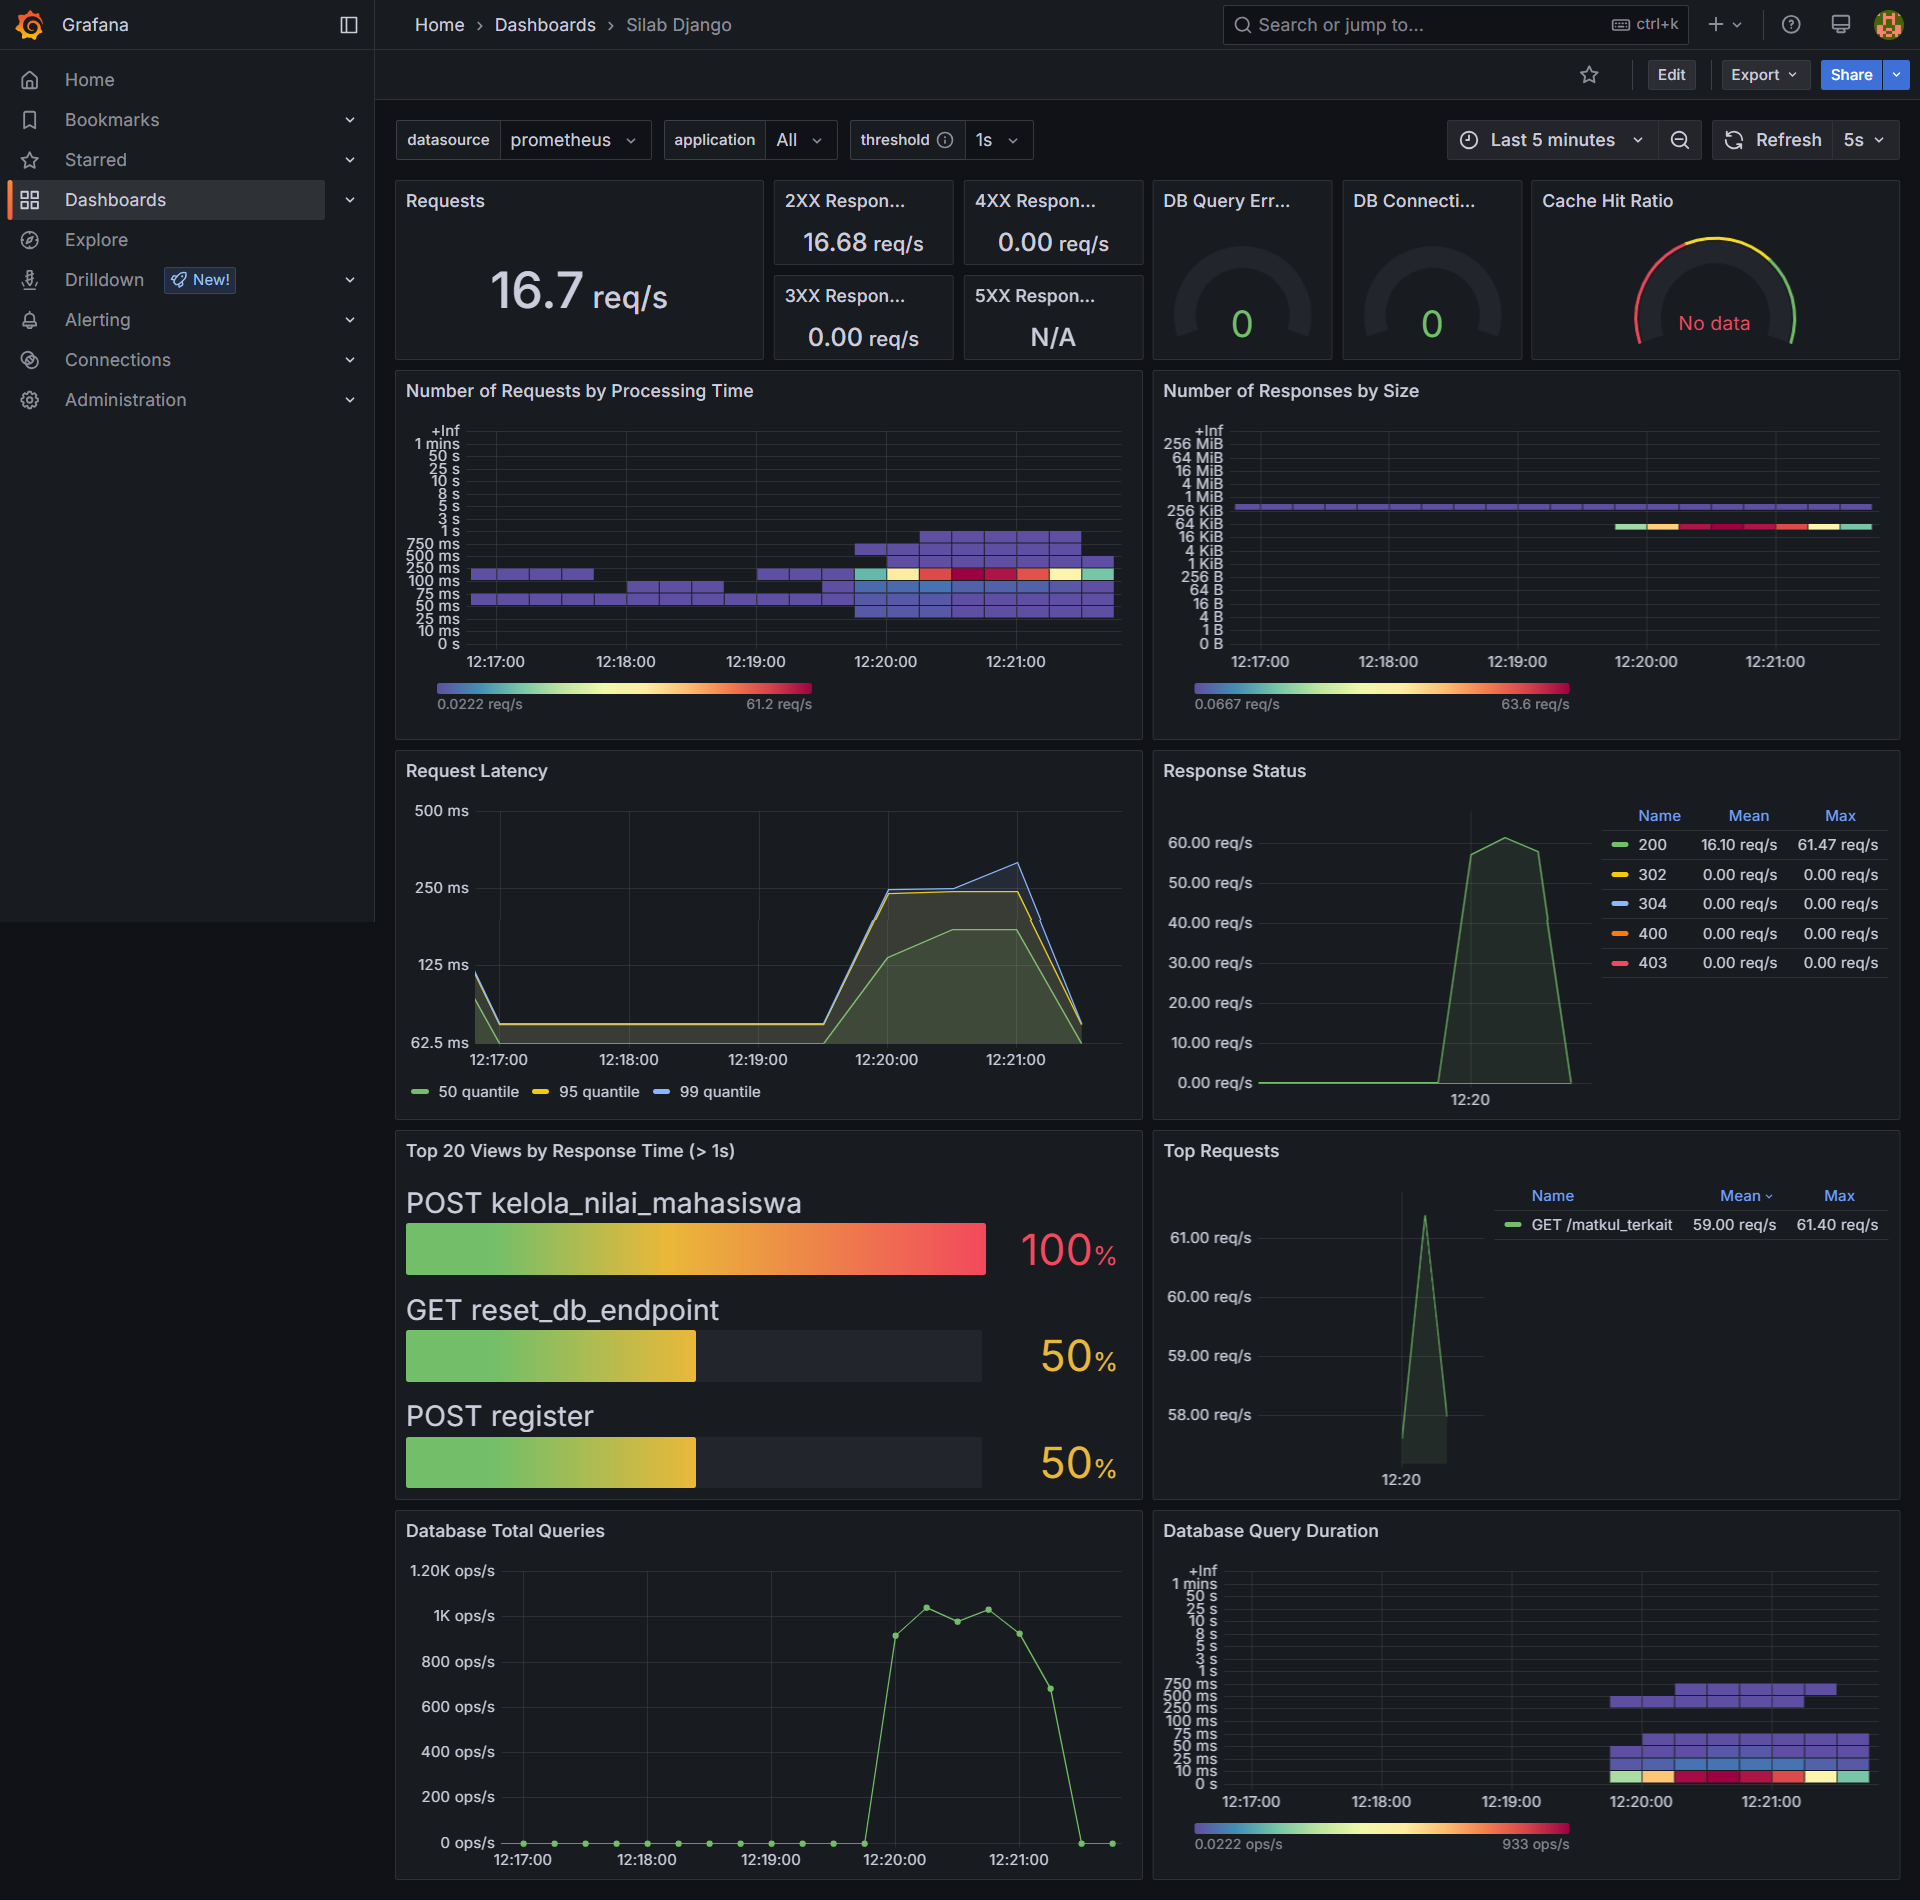 Grafana
Home › Dashboards › Silab Django
Search or jump to...
ctrl+k
Home
Bookmarks
Starred
Dashboards
Explore
Drilldown
New!
Alerting
Connections
Administration
Edit
Export
Share
datasource
prometheus
application
All
threshold
1s
Last 5 minutes
Refresh
5s
Requests
16.7 req/s
2XX Respon...
16.68 req/s
4XX Respon...
0.00 req/s
3XX Respon...
0.00 req/s
5XX Respon...
N/A
DB Query Err...
0
DB Connecti...
0
Cache Hit Ratio
No data
Number of Requests by Processing Time
+Inf
1 mins
50 s
25 s
10 s
8 s
5 s
3 s
1 s
750 ms
500 ms
250 ms
100 ms
75 ms
50 ms
25 ms
10 ms
0 s
12:17:00 12:18:00 12:19:00 12:20:00 12:21:00
0.0222 req/s 61.2 req/s
Number of Responses by Size
+Inf
256 MiB
64 MiB
16 MiB
4 MiB
1 MiB
256 KiB
64 KiB
16 KiB
4 KiB
1 KiB
256 B
64 B
16 B
4 B
1 B
0 B
12:17:00 12:18:00 12:19:00 12:20:00 12:21:00
0.0667 req/s 63.6 req/s
Request Latency
500 ms
250 ms
125 ms
62.5 ms
12:17:00 12:18:00 12:19:00 12:20:00 12:21:00
50 quantile 95 quantile 99 quantile
Response Status
60.00 req/s
50.00 req/s
40.00 req/s
30.00 req/s
20.00 req/s
10.00 req/s
0.00 req/s
12:20
Name Mean Max
200 16.10 req/s 61.47 req/s
302 0.00 req/s 0.00 req/s
304 0.00 req/s 0.00 req/s
400 0.00 req/s 0.00 req/s
403 0.00 req/s 0.00 req/s
Top 20 Views by Response Time (> 1s)
POST kelola_nilai_mahasiswa
100%
GET reset_db_endpoint
50%
POST register
50%
Top Requests
61.00 req/s
60.00 req/s
59.00 req/s
58.00 req/s
12:20
Name Mean Max
GET /matkul_terkait 59.00 req/s 61.40 req/s
Database Total Queries
1.20K ops/s
1K ops/s
800 ops/s
600 ops/s
400 ops/s
200 ops/s
0 ops/s
12:17:00 12:18:00 12:19:00 12:20:00 12:21:00
Database Query Duration
+Inf
1 mins
50 s
25 s
10 s
8 s
5 s
3 s
1 s
750 ms
500 ms
250 ms
100 ms
75 ms
50 ms
25 ms
10 ms
0 s
12:17:00 12:18:00 12:19:00 12:20:00 12:21:00
0.0222 ops/s 933 ops/s